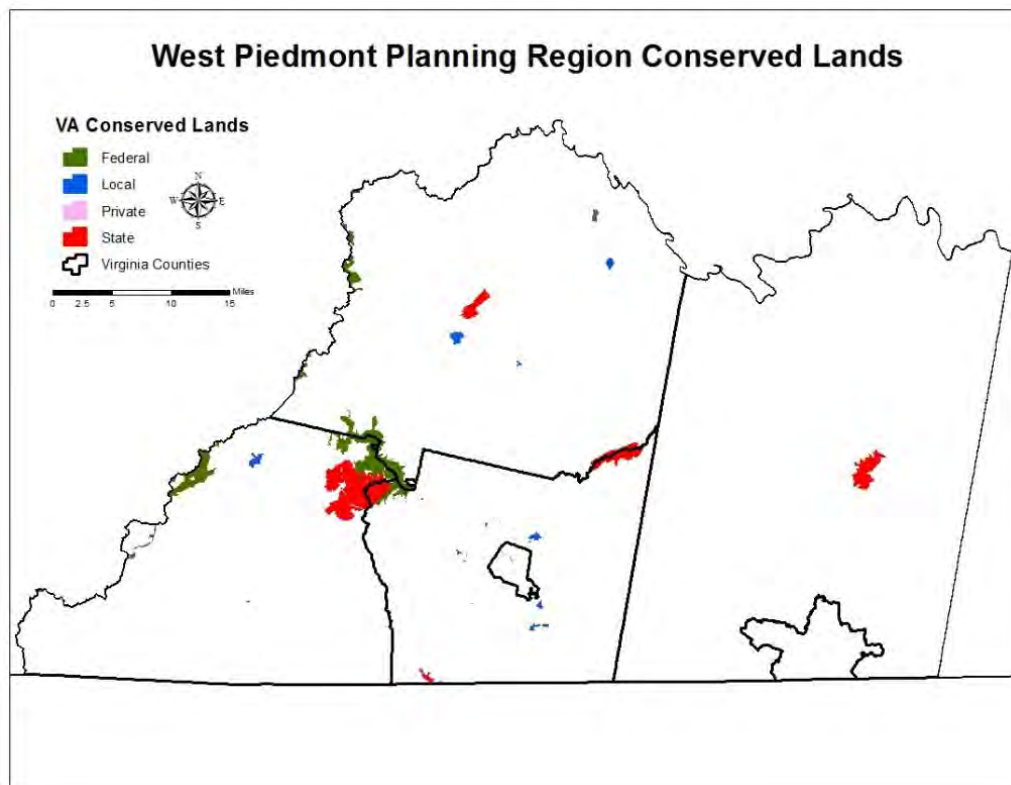 West Piedmont Planning Region Conserved Lands
VA Conserved Lands
Federal
Local
Private
State
Virginia Counties
N
W E
S
Miles
0 2.5 5 10 15